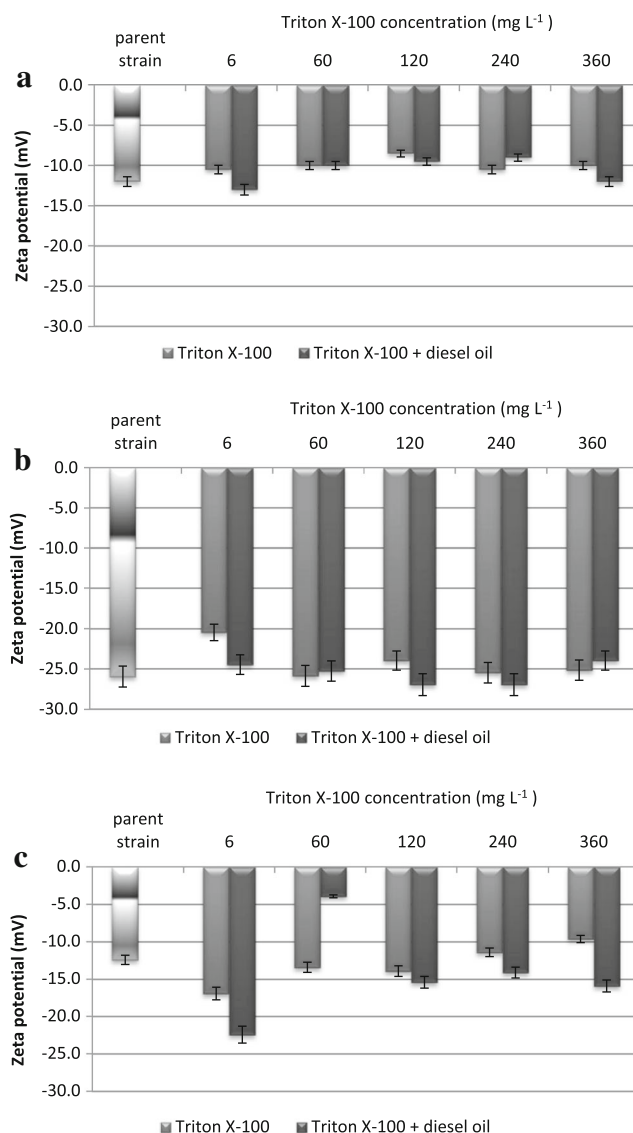 Triton X-100 concentration (mg L-1 )
parent
strain
6 60 120 240 360
a
0.0
-5.0
-10.0
-15.0
-20.0
-25.0
-30.0
Zeta potential (mV)
Triton X-100 Triton X-100 + diesel oil
Triton X-100 concentration (mg L-1 )
parent
strain
6 60 120 240 360
b
0.0
-5.0
-10.0
-15.0
-20.0
-25.0
-30.0
Zeta potential (mV)
Triton X-100 Triton X-100 + diesel oil
Triton X-100 concentration (mg L-1 )
parent
strain
6 60 120 240 360
c
0.0
-5.0
-10.0
-15.0
-20.0
-25.0
-30.0
Zeta potential (mV)
Triton X-100 Triton X-100 + diesel oil